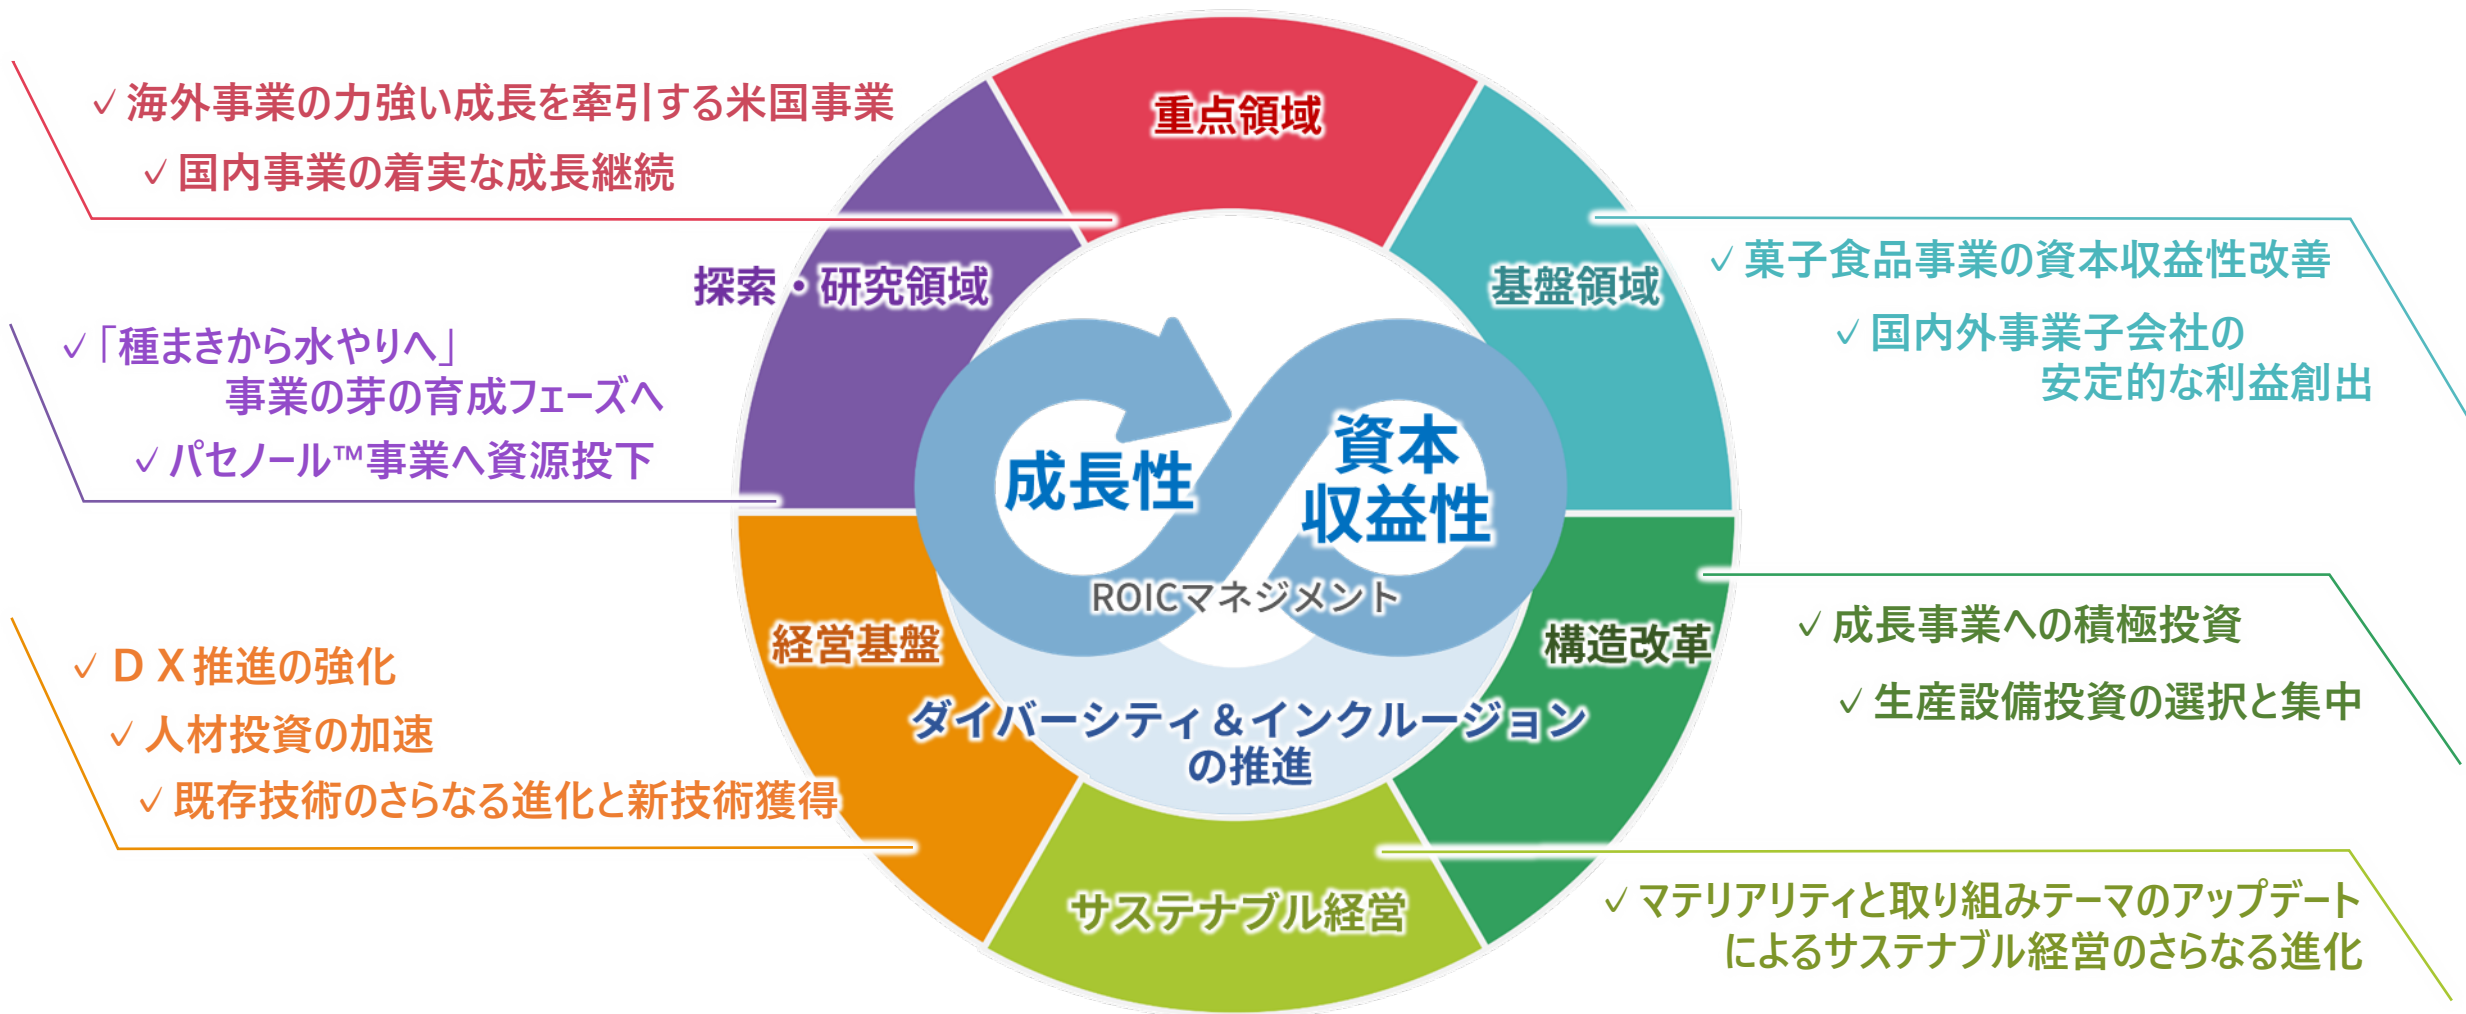 重点領域
✓海外事業の力強い成長を牽引する米国事業
✓国内事業の着実な成長継続
基盤領域
✓菓子食品事業の資本収益性改善
✓国内外事業子会社の
安定的な利益創出
探索・研究領域
✓「種まきから水やりへ」
事業の芽の育成フェーズへ
✓パセノール™事業へ資源投下
成長性
資本
収益性
ROICマネジメント
ダイバーシティ＆インクルージョン
の推進
構造改革
✓成長事業への積極投資
✓生産設備投資の選択と集中
経営基盤
✓ＤＸ推進の強化
✓人材投資の加速
✓既存技術のさらなる進化と新技術獲得
サステナブル経営
✓マテリアリティと取り組みテーマのアップデート
によるサステナブル経営のさらなる進化